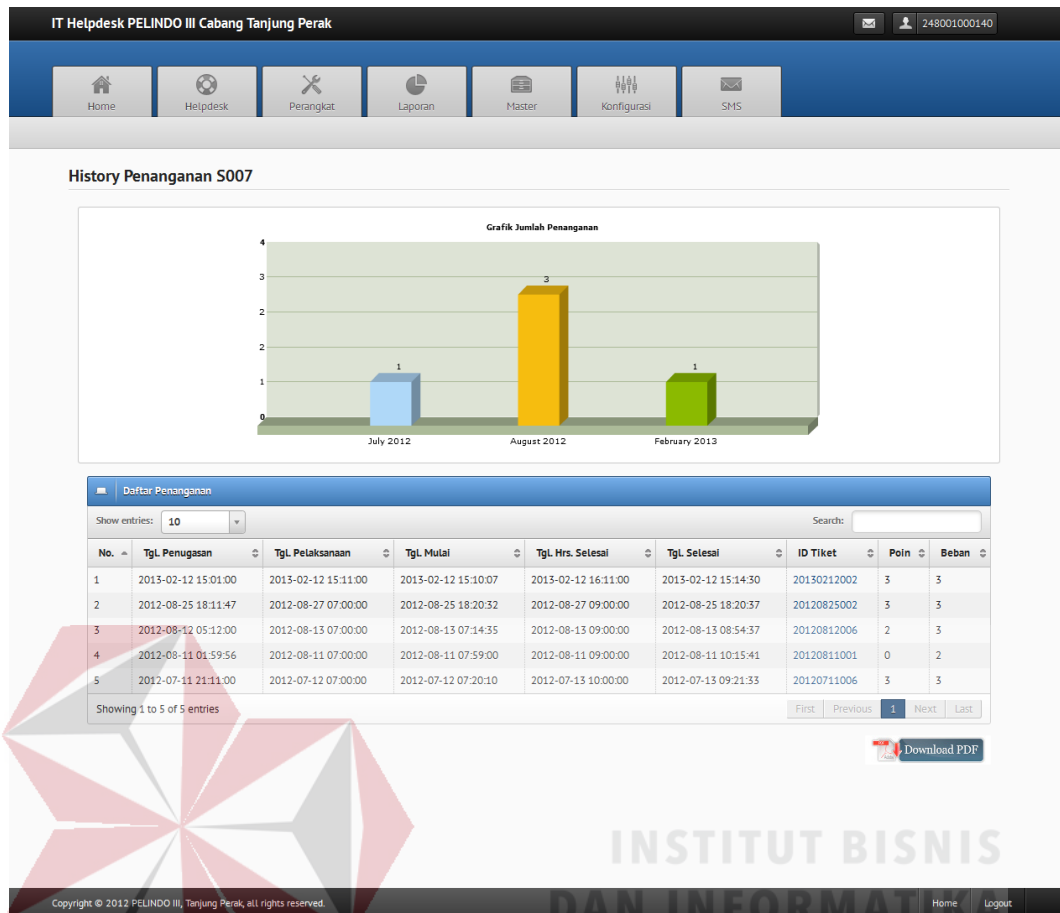 IT Helpdesk PELINDO III Cabang Tanjung Perak
248001000140
Home Helpdesk Perangkat Laporan Master Konfigurasi SMS
History Penanganan S007
Grafik Jumlah Penanganan
4
3
2
2
1
0
1
3
1
July 2012 August 2012 February 2013
Daftar Penanganan
Show entries: 10 Search:
No. Tgl. Penugasan Tgl. Pelaksanaan Tgl. Mulai Tgl. Hrs. Selesai Tgl. Selesai ID Tiket Poin Beban
1 2013-02-12 15:01:00 2013-02-12 15:11:00 2013-02-12 15:10:07 2013-02-12 16:11:00 2013-02-12 15:14:30 20130212002 3 3
2 2012-08-25 18:11:47 2012-08-27 07:00:00 2012-08-25 18:20:32 2012-08-27 09:00:00 2012-08-25 18:20:37 20120825002 3 3
3 2012-08-12 05:12:00 2012-08-13 07:00:00 2012-08-13 07:14:35 2012-08-13 09:00:00 2012-08-13 08:54:37 20120812006 2 3
4 2012-08-11 01:59:56 2012-08-11 07:00:00 2012-08-11 07:59:00 2012-08-11 09:00:00 2012-08-11 10:15:41 20120811001 0 2
5 2012-07-11 21:11:00 2012-07-12 07:00:00 2012-07-12 07:20:10 2012-07-13 10:00:00 2012-07-13 09:21:33 20120711006 3 3
Showing 1 to 5 of 5 entries First Previous 1 Next Last
Download PDF
INSTITUT BISNIS
DAN INFORMATIKA
Copyright © 2012 PELINDO III, Tanjung Perak, all rights reserved. Home Logout